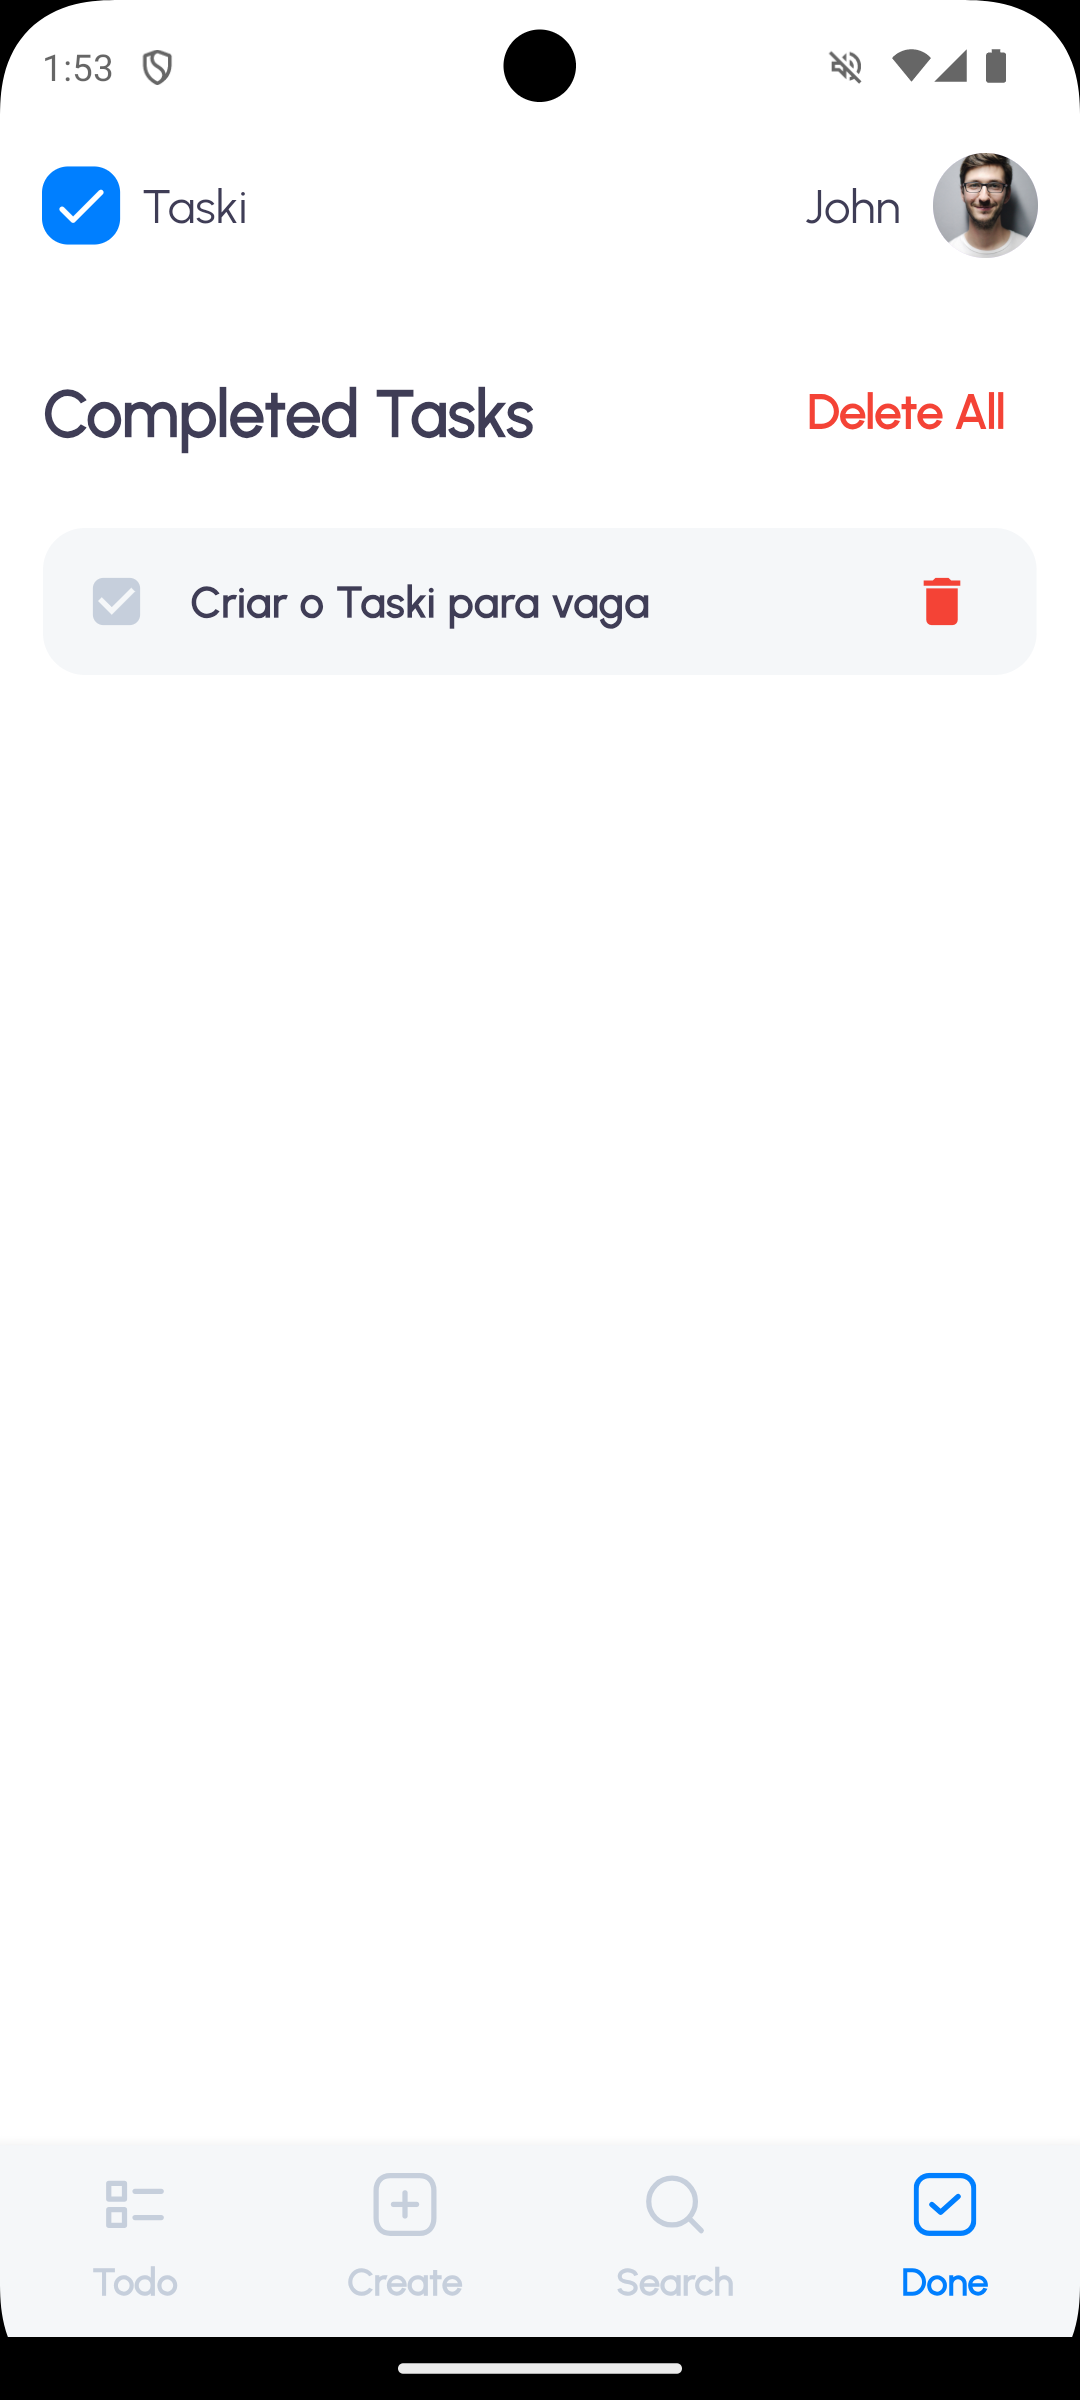 1:53
Taski
John
Completed Tasks
Delete All
Criar o Taski para vaga
Todo
Create
Search
Done